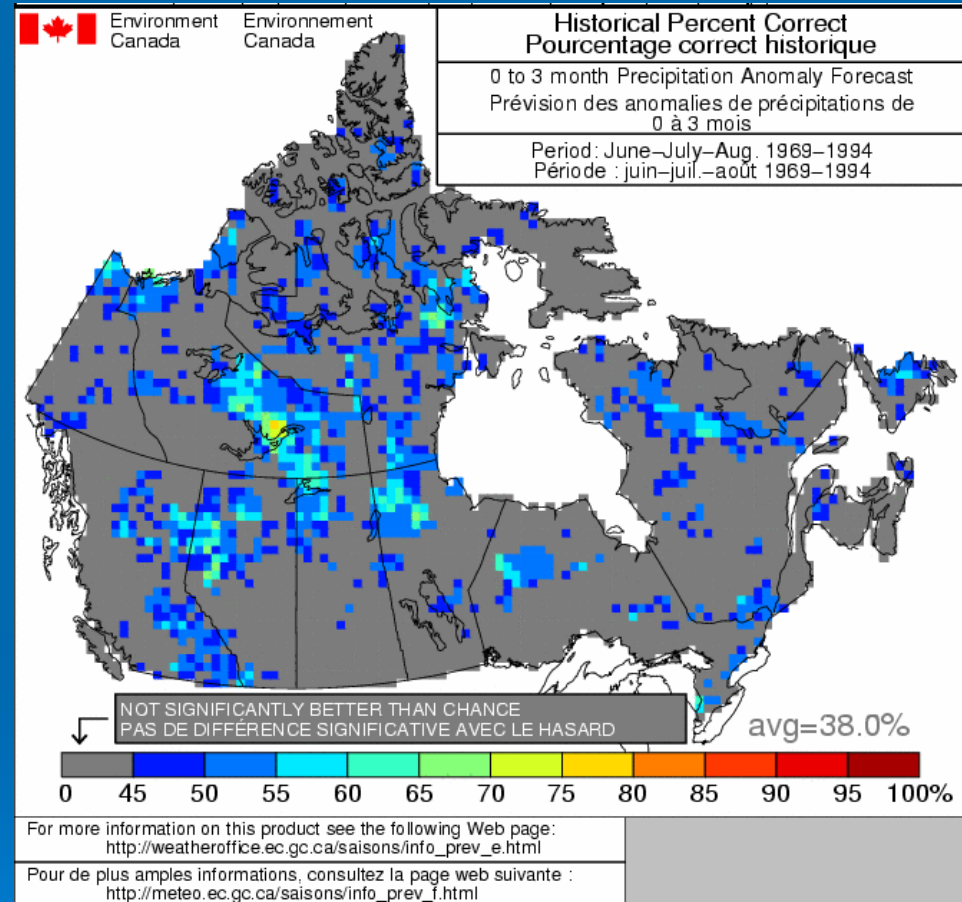 Environment Canada
Environnement Canada
Historical Percent Correct
Pourcentage correct historique
0 to 3 month Precipitation Anomaly Forecast
Prévision des anomalies de précipitations de
0 à 3 mois
Period: June–July–Aug. 1969–1994
Période : juin–juil.–août 1969–1994
NOT SIGNIFICANTLY BETTER THAN CHANCE
PAS DE DIFFÉRENCE SIGNIFICATIVE AVEC LE HASARD
avg=38.0%
0 45 50 55 60 65 70 75 80 85 90 95 100%
For more information on this product see the following Web page:
http://weatheroffice.ec.gc.ca/saisons/info_prev_e.html
Pour de plus amples informations, consultez la page web suivante :
http://meteo.ec.gc.ca/saisons/info_prev_f.html